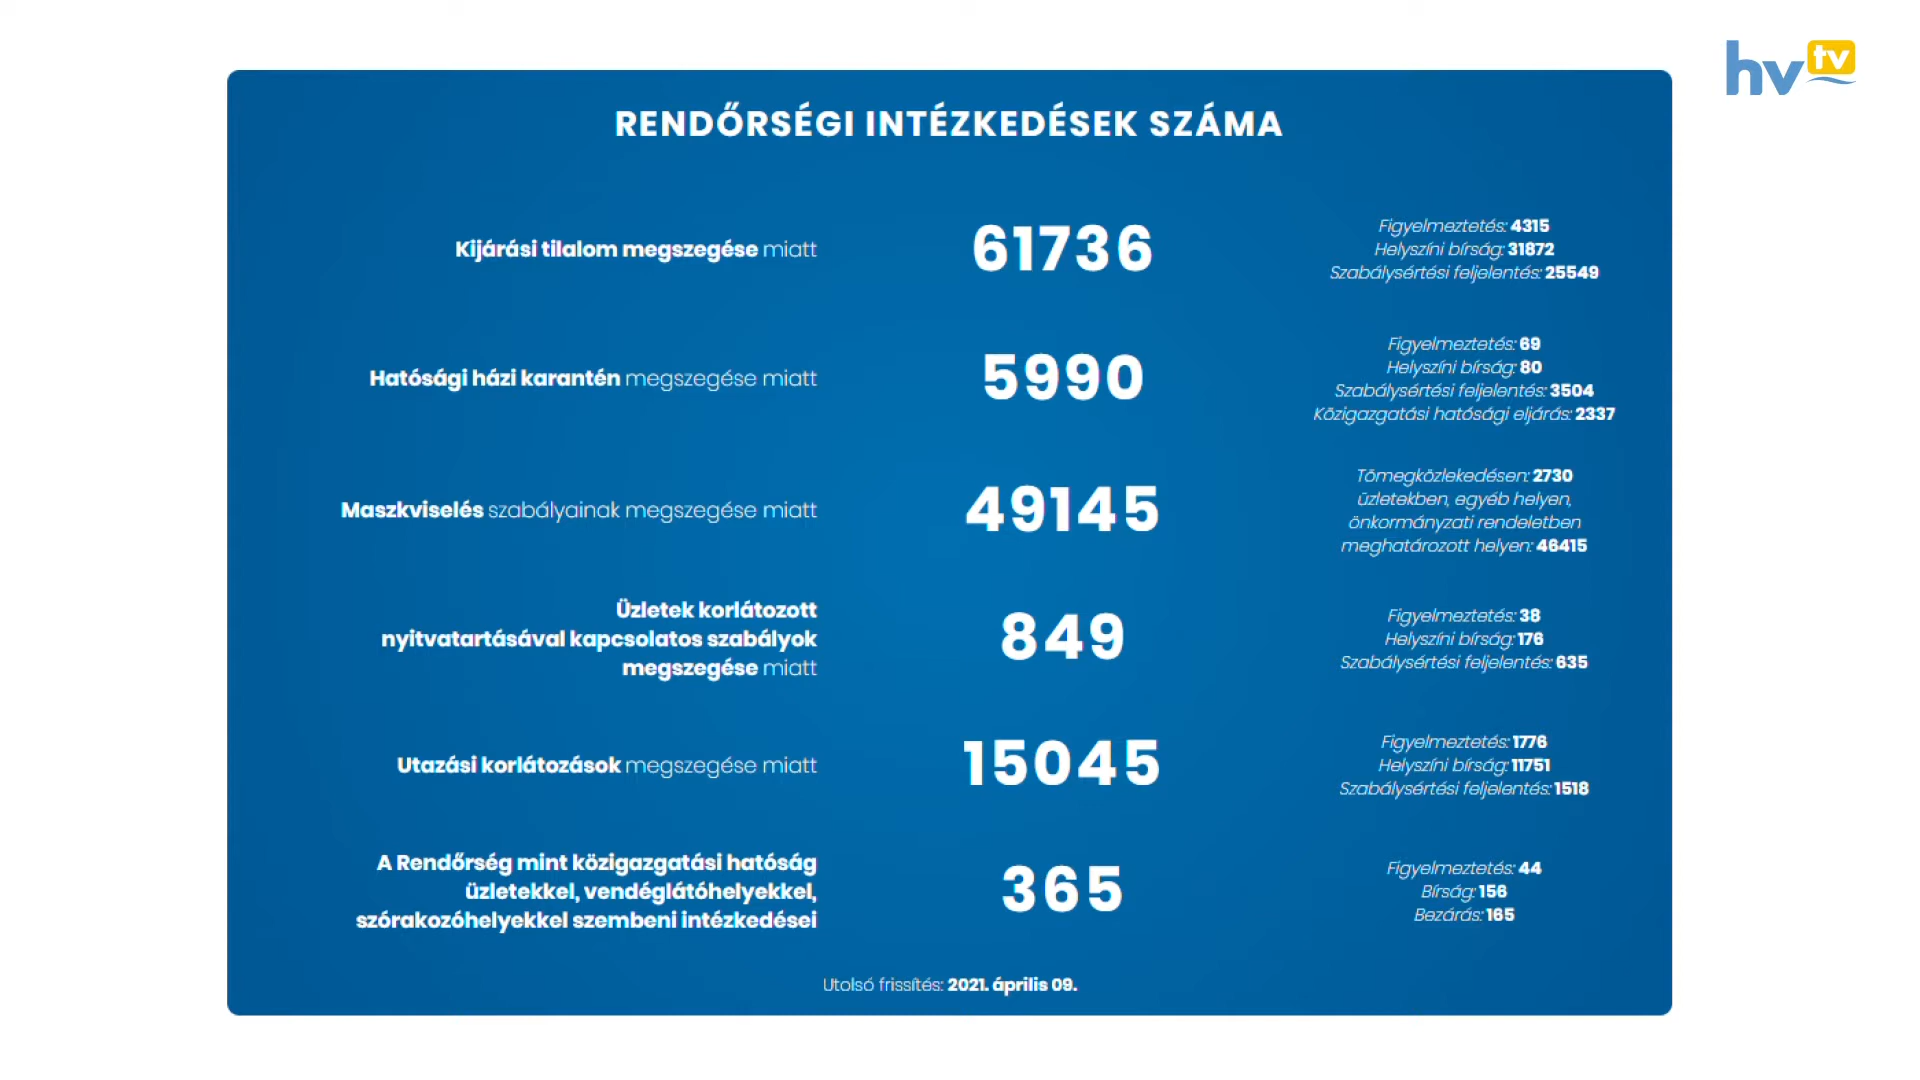 hv tv
RENDŐRSÉGI INTÉZKEDÉSEK SZÁMA
Kijárási tilalom megszegése miatt
61736
Figyelmeztetés: 4315
Helyszíni bírság: 31872
Szabálysértési feljelentés: 25549
Hatósági házi karantén megszegése miatt
5990
Figyelmeztetés: 69
Helyszíni bírság: 80
Szabálysértési feljelentés: 3504
Közigazgatási hatósági eljárás: 2337
Maszkviselés szabályainak megszegése miatt
49145
Tömegközlekedésen: 2730
üzletekben, egyéb helyen,
önkormányzati rendeletben
meghatározott helyen: 46415
Üzletek korlátozott
nyitvatartásával kapcsolatos szabályok
megszegése miatt
849
Figyelmeztetés: 38
Helyszíni bírság: 176
Szabálysértési feljelentés: 635
Utazási korlátozások megszegése miatt
15045
Figyelmeztetés: 1776
Helyszíni bírság: 11751
Szabálysértési feljelentés: 1518
A Rendőrség mint közigazgatási hatóság
üzletekkel, vendéglátóhelyekkel,
szórakozóhelyekkel szembeni intézkedései
365
Figyelmeztetés: 44
Bírság: 156
Bezárás: 165
Utolsó frissítés: 2021. április 09.